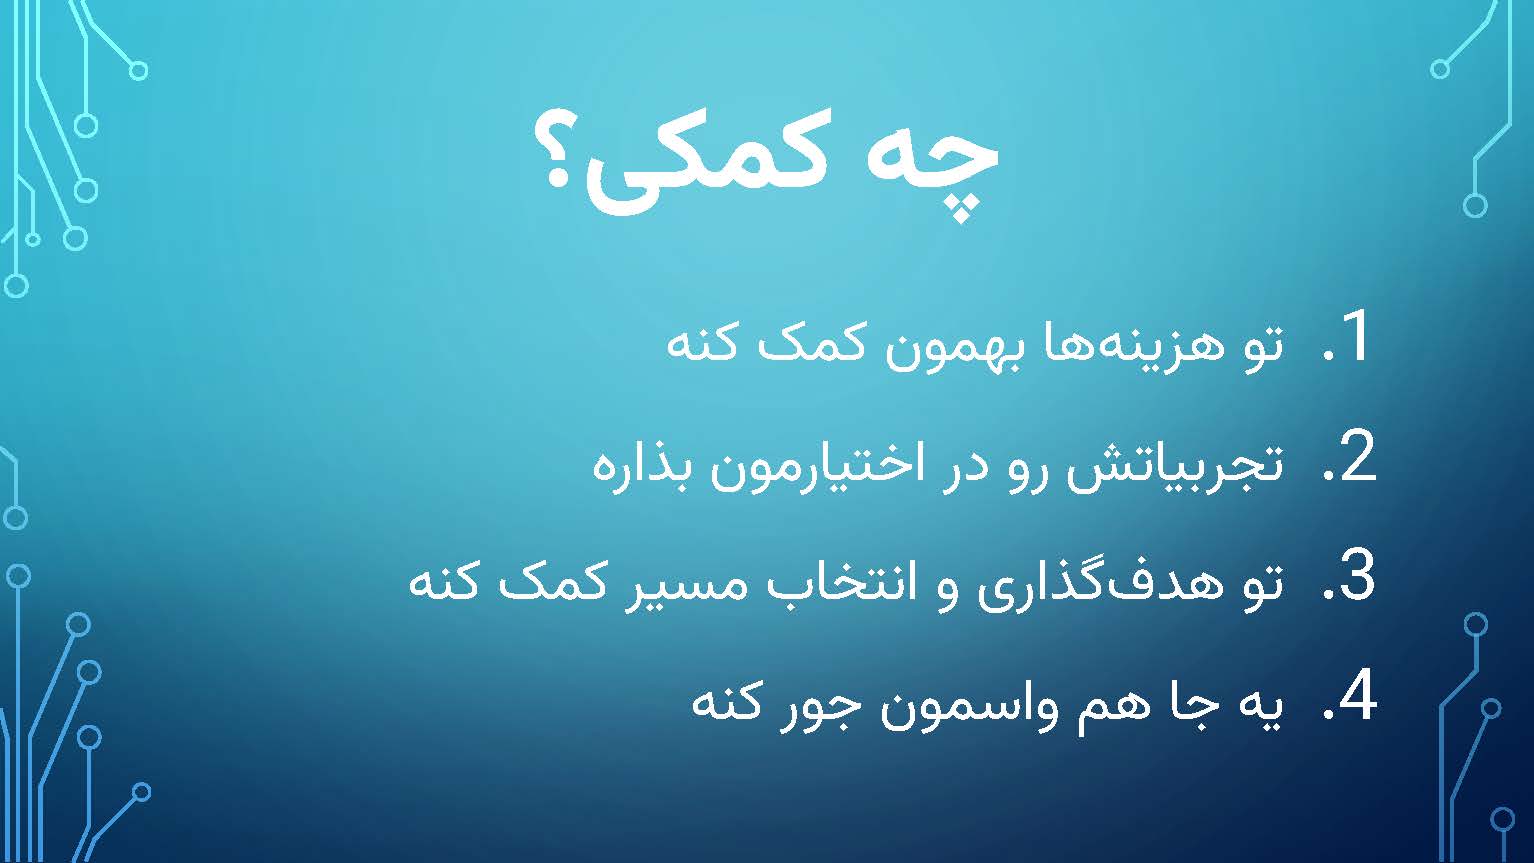 چه کمکی؟
1. تو هزینه‌ها بهمون کمک کنه
2. تجربیاتش رو در اختیارمون بذاره
3. تو هدف‌گذاری و انتخاب مسیر کمک کنه
4. یه جا هم واسمون جور کنه